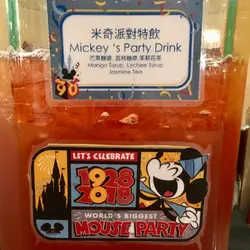 米奇派對特飲
Mickey 's Party Drink
芒果糖漿, 荔枝糖漿 茉莉花茶
Mango Syrup, Lychee Syrup
Jasmine Tea
90
LET'S CELEBRATE
1928
2018
WORLD'S BIGGEST
MOUSE PARTY